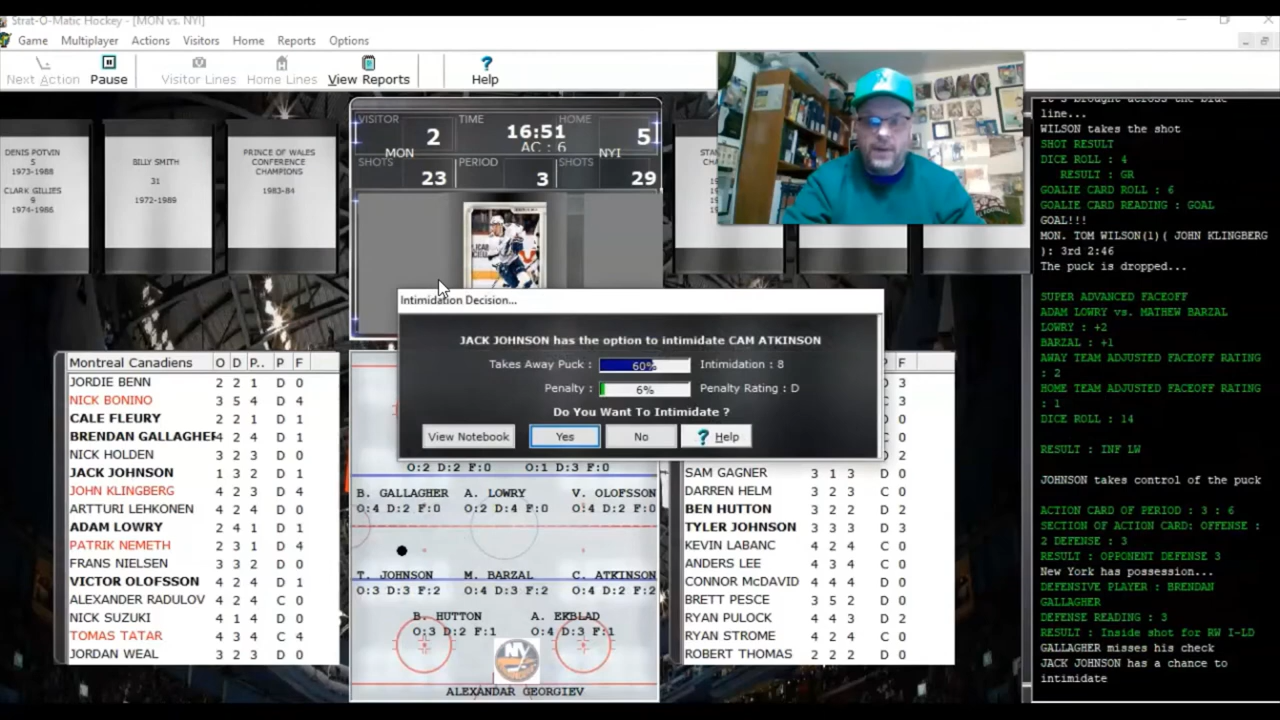 Strat-O-Matic Hockey - [MON vs. NYI]
Game Multiplayer Actions Visitors Home Reports Options
Next Action Pause Visitor Lines Home Lines View Reports Help
DENIS POTVIN
5
1973-1988
CLARK GILLIES
9
1974-1986
BILLY SMITH
31
1972-1989
PRINCE OF WALES
CONFERENCE
CHAMPIONS
1983-84
VISITOR 2 TIME 16:51 HOME 5
MON AC : 6 NYI
SHOTS 23 PERIOD 3 SHOTS 29
Intimidation Decision...
JACK JOHNSON has the option to intimidate CAM ATKINSON
Takes Away Puck : 60% Intimidation : 8
Penalty : 6% Penalty Rating : D
Do You Want To Intimidate ?
View Notebook Yes No ? Help
Montreal Canadiens O D P.. P F
JORDIE BENN 2 2 1 D 1
NICK BONINO 3 5 4 D 4
CALE FLEURY 2 2 1 D 1
BRENDAN GALLAGHER 4 2 3 D 1
NICK HOLDEN 3 2 3 D 0
JACK JOHNSON 1 3 2 D 1
JOHN KLINGBERG 4 2 3 D 4
ARTTURI LEHKONEN 4 2 4 D 0
ADAM LOWRY 2 4 1 D 1
PATRIK NEMETH 2 3 1 D 4
FRANS NIELSEN 3 3 2 D 0
VICTOR OLOFSSON 4 2 4 D 1
ALEXANDER RADULOV 4 2 4 C 0
NICK SUZUKI 4 1 4 D 0
TOMAS TATAR 4 3 4 C 4
JORDAN WEAL 3 2 3 D 0
O:2 D:2 F:0 O:1 D:3 F:0
B. GALLAGHER A. LOWRY V. OLOFSSON
O:4 D:2 F:0 O:2 D:4 F:0 O:4 D:2 F:0
T. JOHNSON M. BARZAL C. ATKINSON
O:3 D:3 F:2 O:4 D:3 F:2 O:4 D:2 F:2
B. HUTTON A. EKBLAD
O:3 D:2 F:1 O:4 D:3 F:1
NY
ALEXANDAR GEORGIEV
P F
SAM GAGNER 3 1 3 D 0
DARREN HELM 3 2 3 C 0
BEN HUTTON 3 2 2 D 2
TYLER JOHNSON 3 3 3 D 3
KEVIN LABANC 4 2 4 C 0
ANDERS LEE 4 3 4 C 0
CONNOR McDAVID 4 4 4 D 0
BRETT PESCE 3 5 2 D 0
RYAN PULOCK 4 4 3 D 2
RYAN STROME 4 2 4 C 0
ROBERT THOMAS 2 2 2 D 0
It's brought across the blue
line...
WILSON takes the shot
SHOT RESULT
DICE ROLL : 4
RESULT : GR
GOALIE CARD ROLL : 6
GOALIE CARD READING : GOAL
GOAL!!!
MON. TOM WILSON(1)( JOHN KLINGBERG
): 3rd 2:46
The puck is dropped...
SUPER ADVANCED FACEOFF
ADAM LOWRY vs. MATHEW BARZAL
LOWRY : +2
BARZAL : +1
AWAY TEAM ADJUSTED FACEOFF RATING
: 2
HOME TEAM ADJUSTED FACEOFF RATING
: 1
DICE ROLL : 14
RESULT : INF LW
JOHNSON takes control of the puck
ACTION CARD OF PERIOD : 3 : 6
SECTION OF ACTION CARD: OFFENSE :
2 DEFENSE : 3
RESULT : OPPONENT DEFENSE 3
New York has possession...
DEFENSIVE PLAYER : BRENDAN
GALLAGHER
DEFENSE READING : 3
RESULT : Inside shot for RW I-LD
GALLAGHER misses his check
JACK JOHNSON has a chance to
intimidate